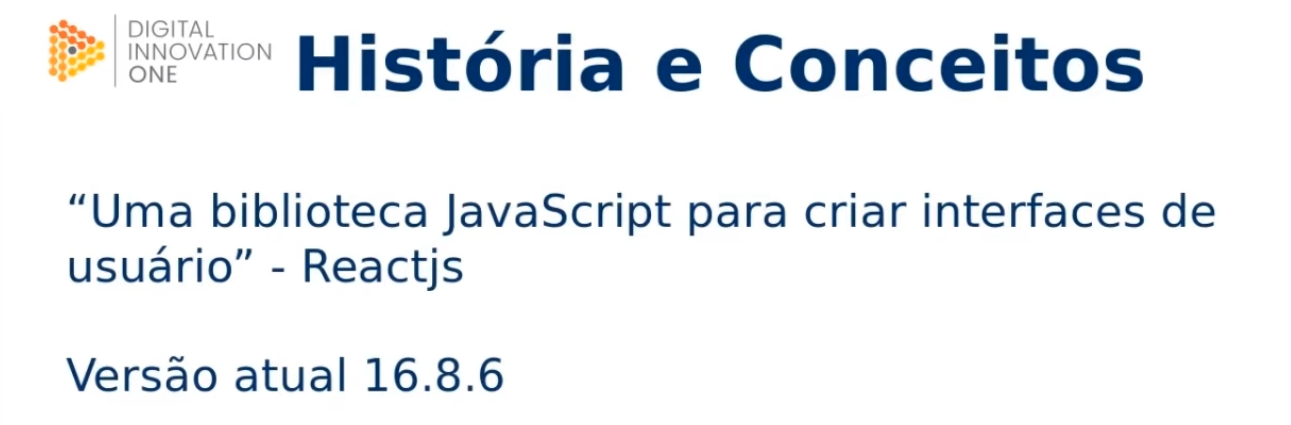 DIGITAL
INNOVATION
ONE
História e Conceitos
“Uma biblioteca JavaScript para criar interfaces de
usuário” - Reactjs
Versão atual 16.8.6